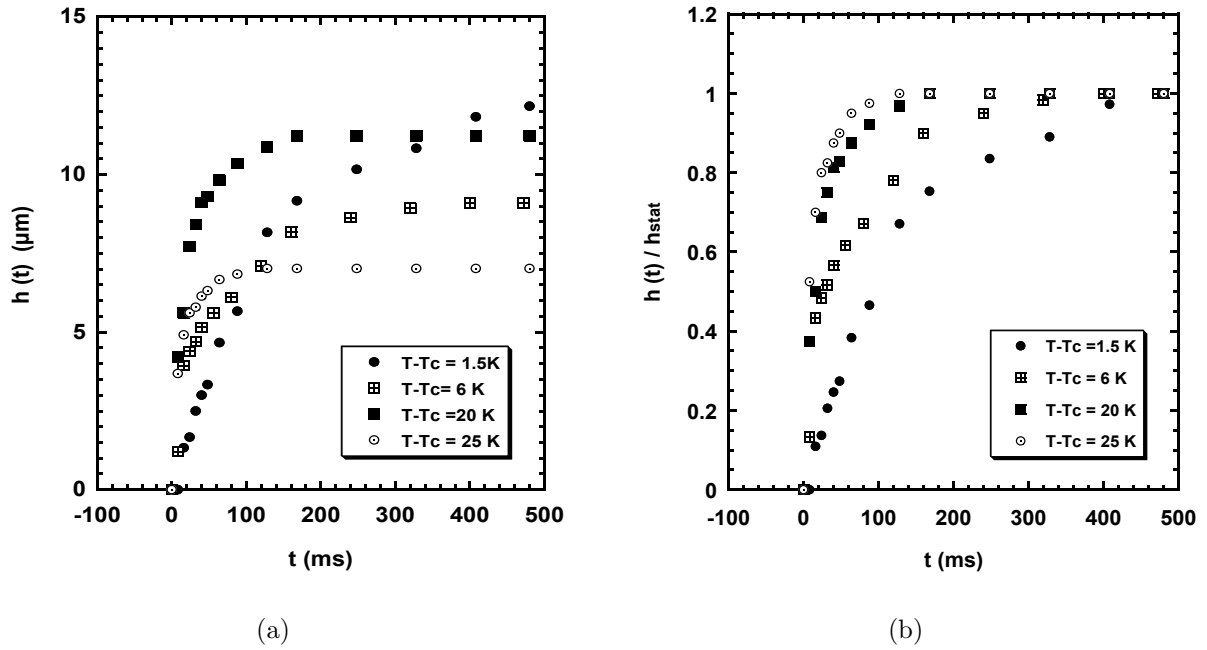 15
10
5
0
h (t) (µm)
-100 0 100 200 300 400 500
t (ms)
T-Tc = 1.5K
T-Tc= 6 K
T-Tc =20 K
T-Tc = 25 K
(a)
1.2
1
0.8
0.6
0.4
0.2
0
h (t) / hstat
-100 0 100 200 300 400 500
t (ms)
T-Tc =1.5 K
T-Tc = 6 K
T-Tc = 20 K
T-Tc = 25 K
(b)